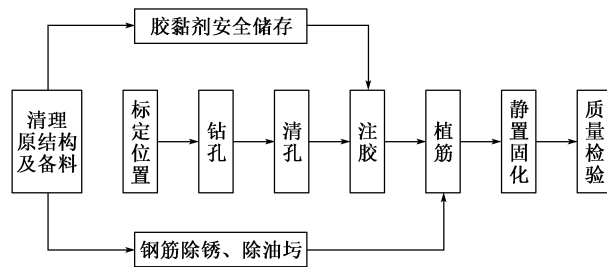 胶黏剂安全储存
清理
原结构
及备料
标定位置
钻孔
清孔
注胶
植筋
静置固化
质量检验
钢筋除锈、除油圬